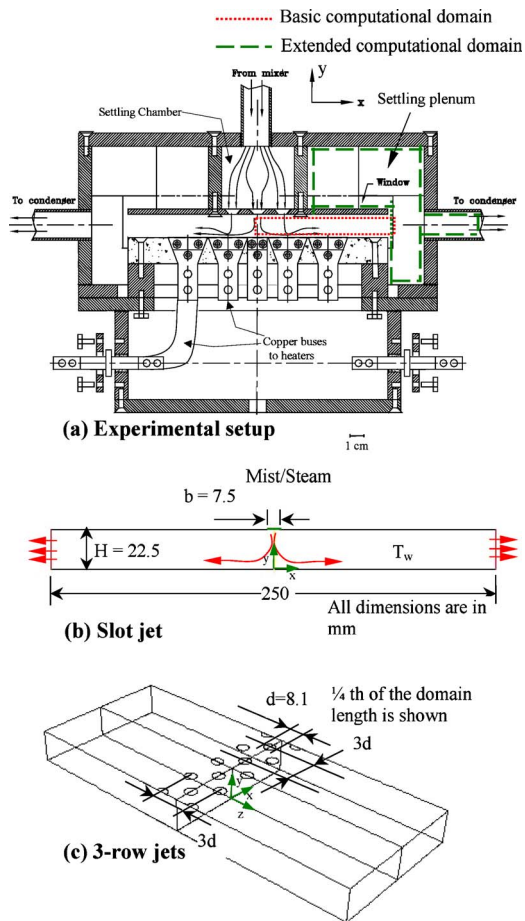 Basic computational domain
Extended computational domain
From mixer
y
x
Settling Chamber
Settling plenum
Window
To condenser
To condenser
Copper buses
to heaters
(a) Experimental setup
1 cm
Mist/Steam
b = 7.5
H = 22.5
y
x
Tw
250
All dimensions are in
mm
(b) Slot jet
d=8.1
¼ th of the domain
length is shown
3d
y
x
z
3d
(c) 3-row jets